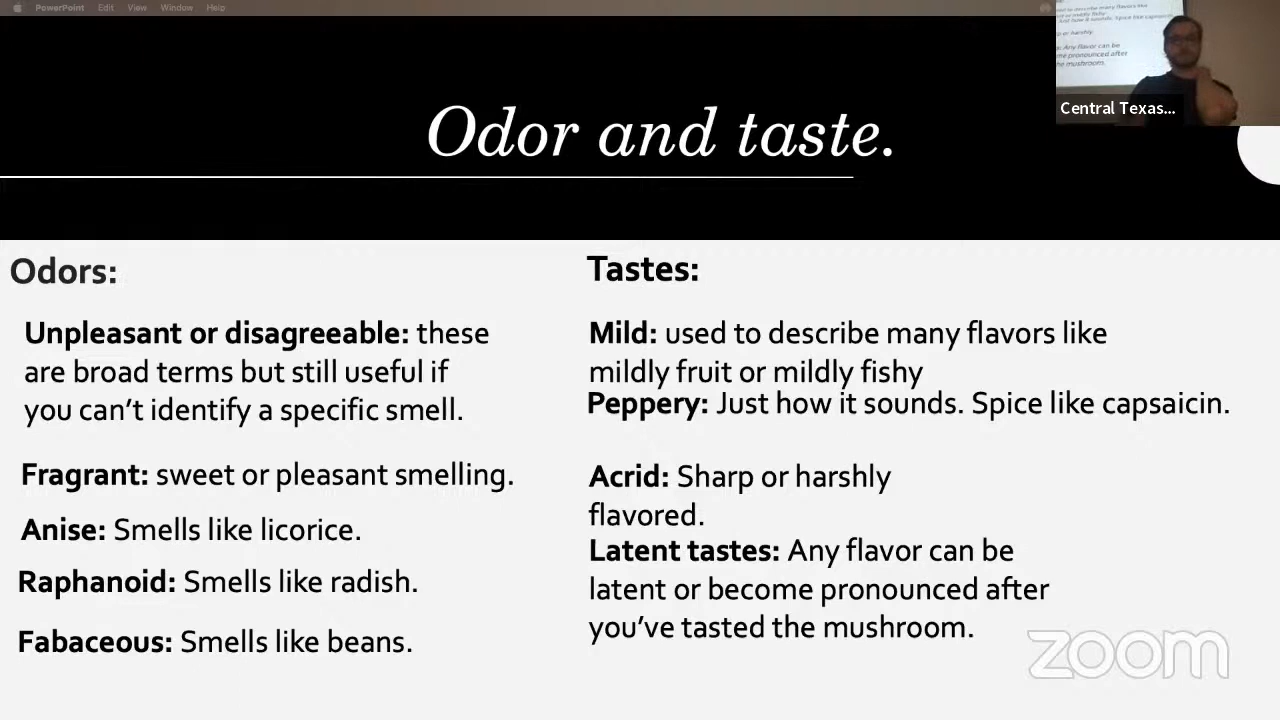 PowerPoint Edit View Window Help
Odor and taste.
Central Texas...
Odors:
Unpleasant or disagreeable: these
are broad terms but still useful if
you can't identify a specific smell.
Fragrant: sweet or pleasant smelling.
Anise: Smells like licorice.
Raphanoid: Smells like radish.
Fabaceous: Smells like beans.
Tastes:
Mild: used to describe many flavors like
mildly fruit or mildly fishy
Peppery: Just how it sounds. Spice like capsaicin.
Acrid: Sharp or harshly
flavored.
Latent tastes: Any flavor can be
latent or become pronounced after
you've tasted the mushroom.
zoom